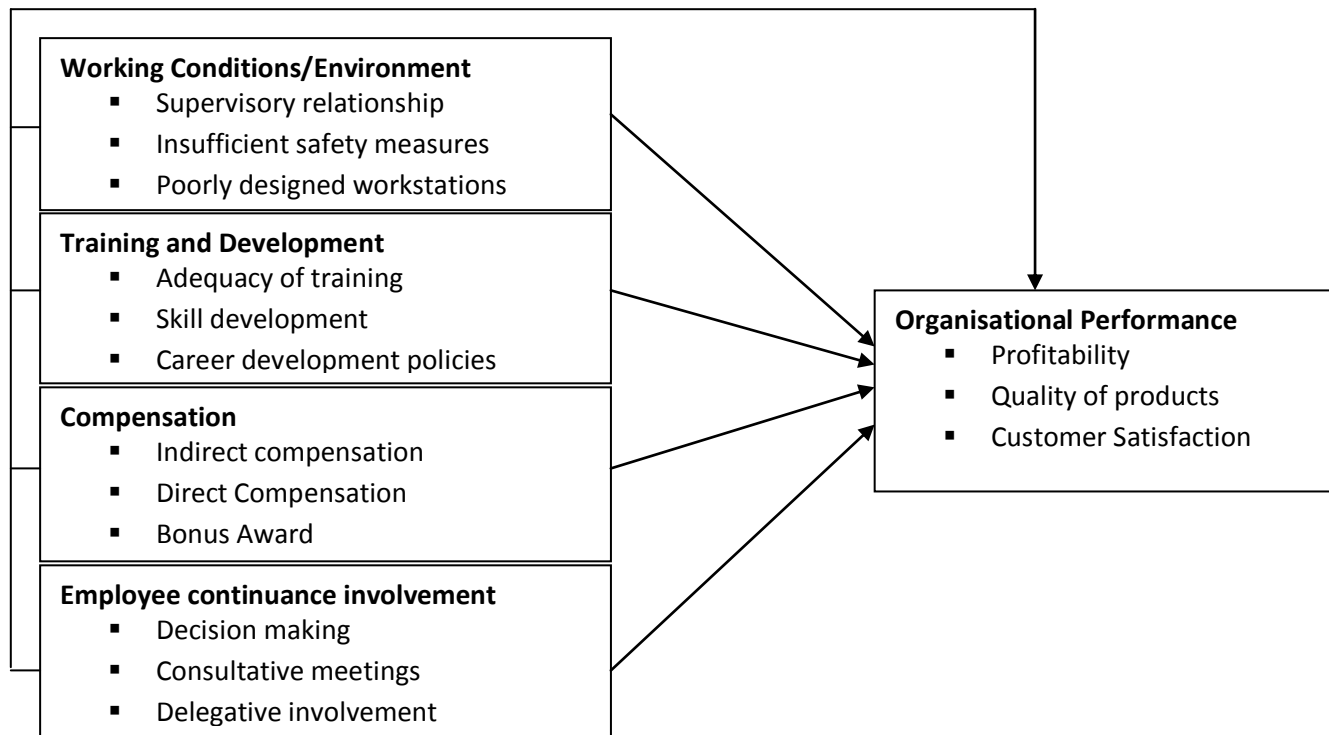 Working Conditions/Environment
▪ Supervisory relationship
▪ Insufficient safety measures
▪ Poorly designed workstations
Training and Development
▪ Adequacy of training
▪ Skill development
▪ Career development policies
Compensation
▪ Indirect compensation
▪ Direct Compensation
▪ Bonus Award
Employee continuance involvement
▪ Decision making
▪ Consultative meetings
▪ Delegative involvement
Organisational Performance
▪ Profitability
▪ Quality of products
▪ Customer Satisfaction